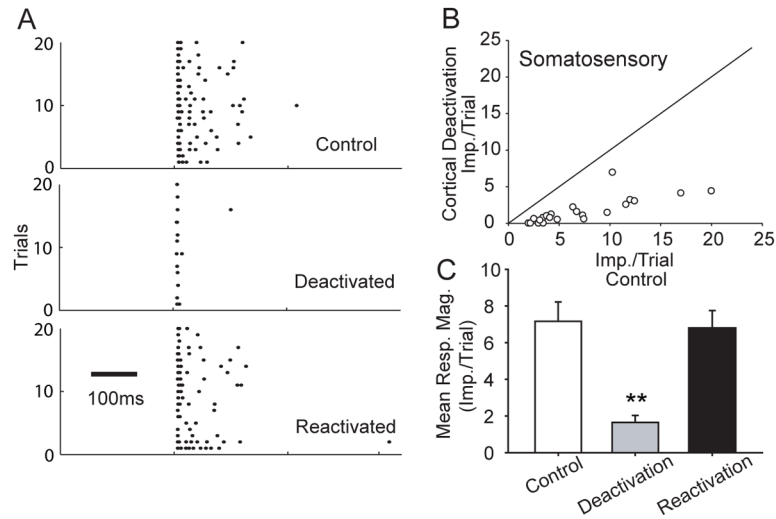 A
20
10
0
Control
20
10
0
Deactivated
20
10
0
100ms
Reactivated
Trials
B
Cortical Deactivation
Imp./Trial
25
20
15
10
5
0
Somatosensory
0
5
10
15
20
25
Imp./Trial
Control
C
Mean Resp. Mag.
(Imp./Trial)
10
8
6
4
2
0
**
Control
Deactivation
Reactivation